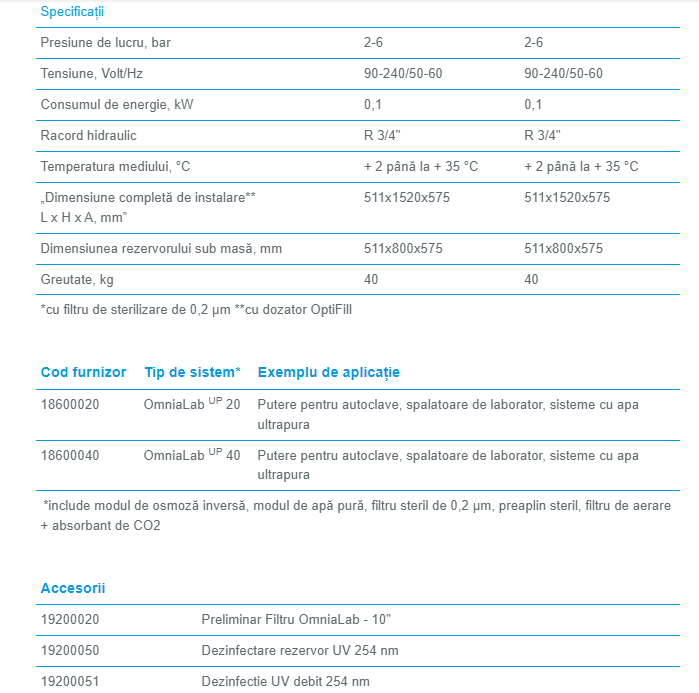 Specificații
Presiune de lucru, bar 2-6 2-6
Tensiune, Volt/Hz 90-240/50-60 90-240/50-60
Consumul de energie, kW 0,1 0,1
Racord hidraulic R 3/4" R 3/4"
Temperatura mediului, °C + 2 până la + 35 °C + 2 până la + 35 °C
„Dimensiune completă de instalare** 511x1520x575 511x1520x575
L x H x A, mm”
Dimensiunea rezervorului sub masă, mm 511x800x575 511x800x575
Greutate, kg 40 40
*cu filtru de sterilizare de 0,2 µm **cu dozator OptiFill
Cod furnizor Tip de sistem* Exemplu de aplicație
18600020 OmniaLab UP 20 Putere pentru autoclave, spalatoare de laborator, sisteme cu apa
ultrapura
18600040 OmniaLab UP 40 Putere pentru autoclave, spalatoare de laborator, sisteme cu apa
ultrapura
*include modul de osmoză inversă, modul de apă pură, filtru steril de 0,2 µm, preaplin steril, filtru de aerare
+ absorbant de CO2
Accesorii
19200020 Preliminar Filtru OmniaLab - 10"
19200050 Dezinfectare rezervor UV 254 nm
19200051 Dezinfectie UV debit 254 nm